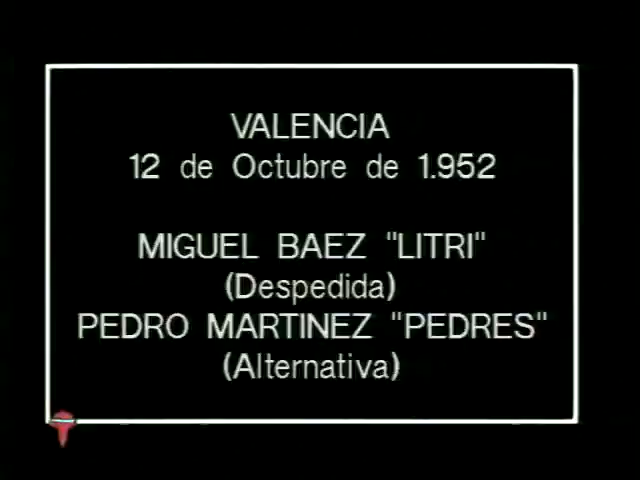 VALENCIA
12 de Octubre de 1.952
MIGUEL BAEZ "LITRI"
(Despedida)
PEDRO MARTINEZ "PEDRES"
(Alternativa)